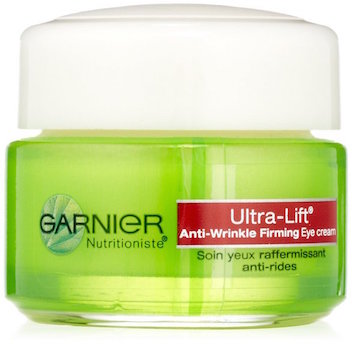 GARNIER
Nutritioniste®
Ultra-Lift®
Anti-Wrinkle Firming Eye cream
Soin yeux raffermissant
anti-rides